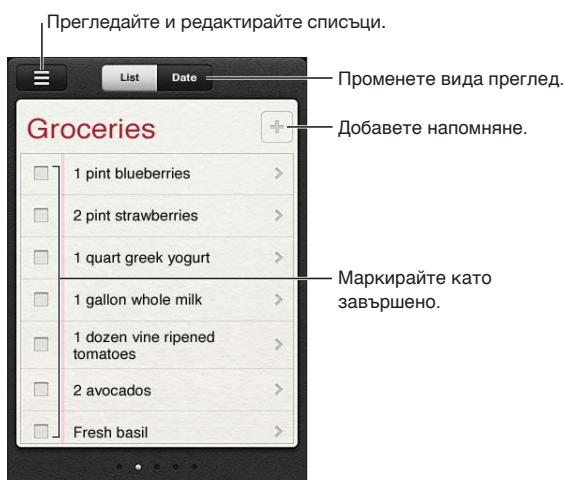 Прегледайте и редактирайте списъци.
List Date
Променете вида преглед.
Groceries
Добавете напомняне.
1 pint blueberries
2 pint strawberries
1 quart greek yogurt
Маркирайте като
завършено.
1 gallon whole milk
1 dozen vine ripened
tomatoes
2 avocados
Fresh basil